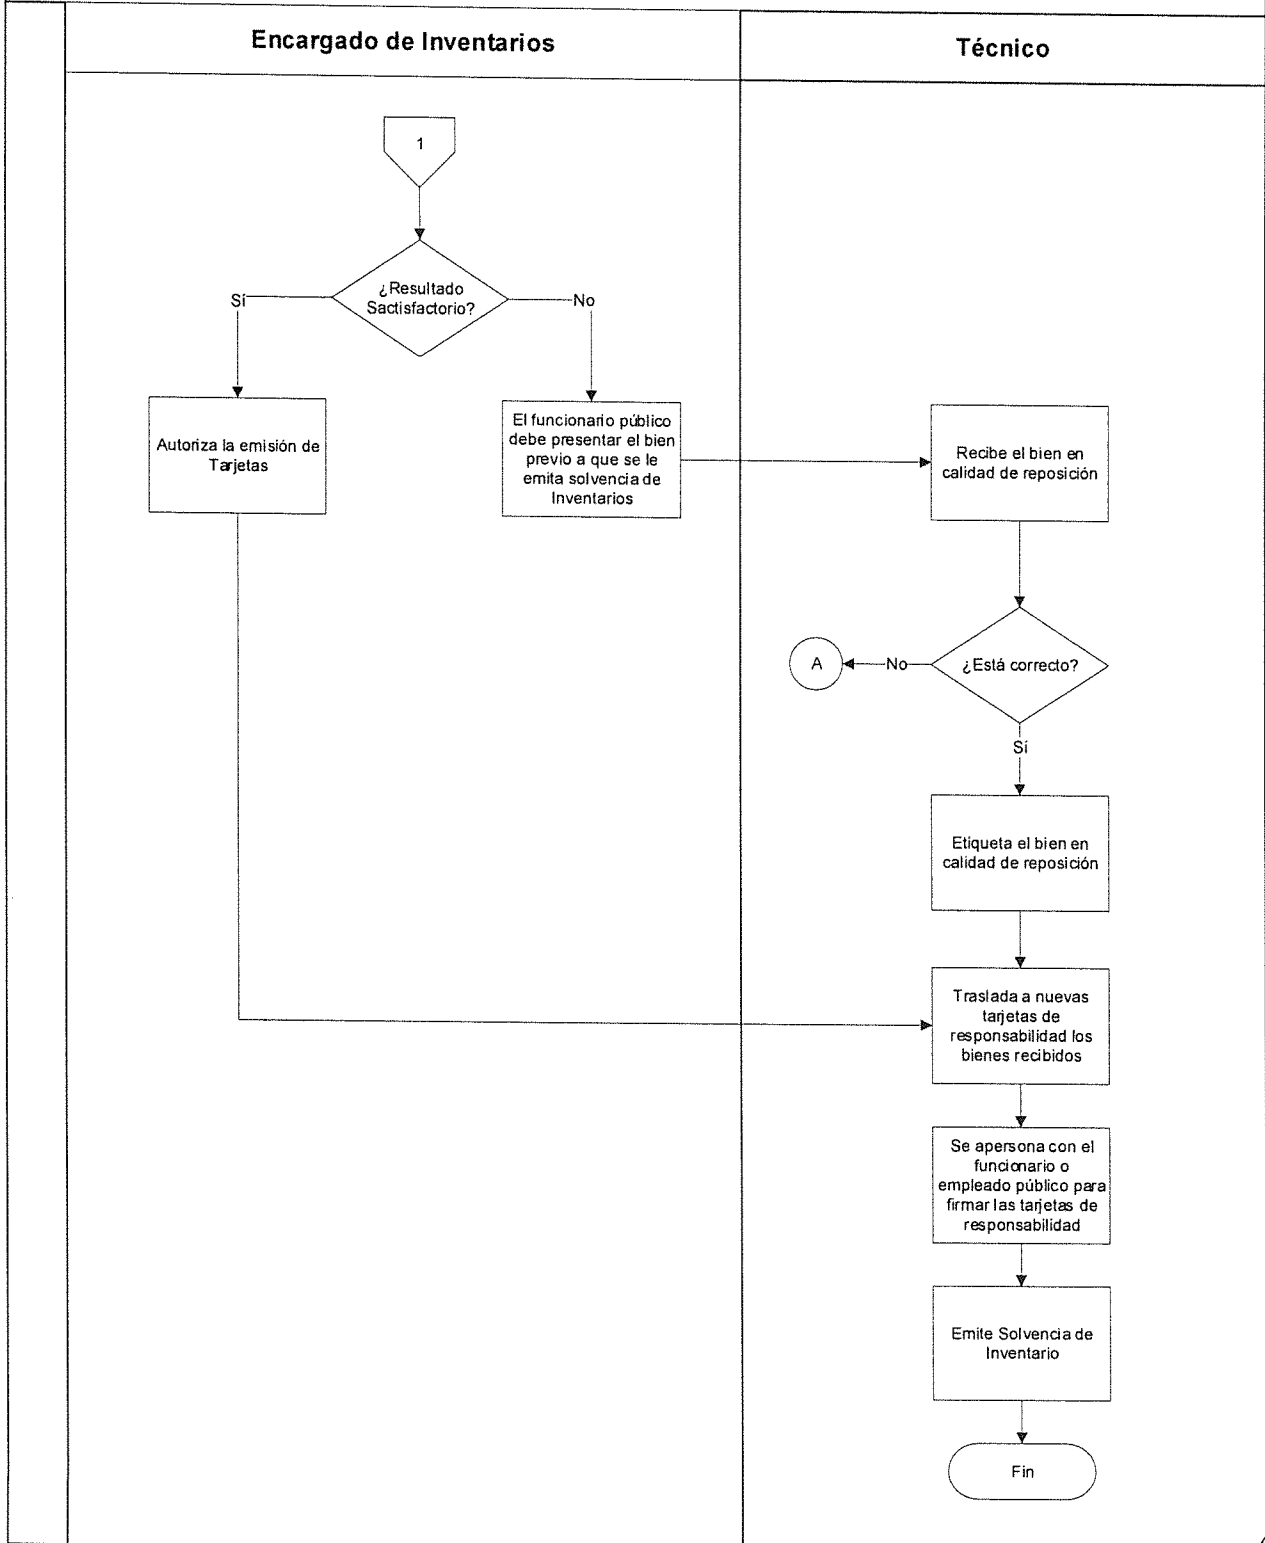 Encargado de Inventarios
Técnico
1
¿Resultado
Sactisfactorio?
Sí
No
Autoriza la emisión de
Tarjetas
El funcionario público
debe presentar el bien
previo a que se le
emita solvencia de
Inventarios
Recibe el bien en
calidad de reposición
¿Está correcto?
No
A
Sí
Etiqueta el bien en
calidad de reposición
Traslada a nuevas
tarjetas de
responsabilidad los
bienes recibidos
Se apersona con el
funcionario o
empleado público para
firmar las tarjetas de
responsabilidad
Emite Solvencia de
Inventario
Fin